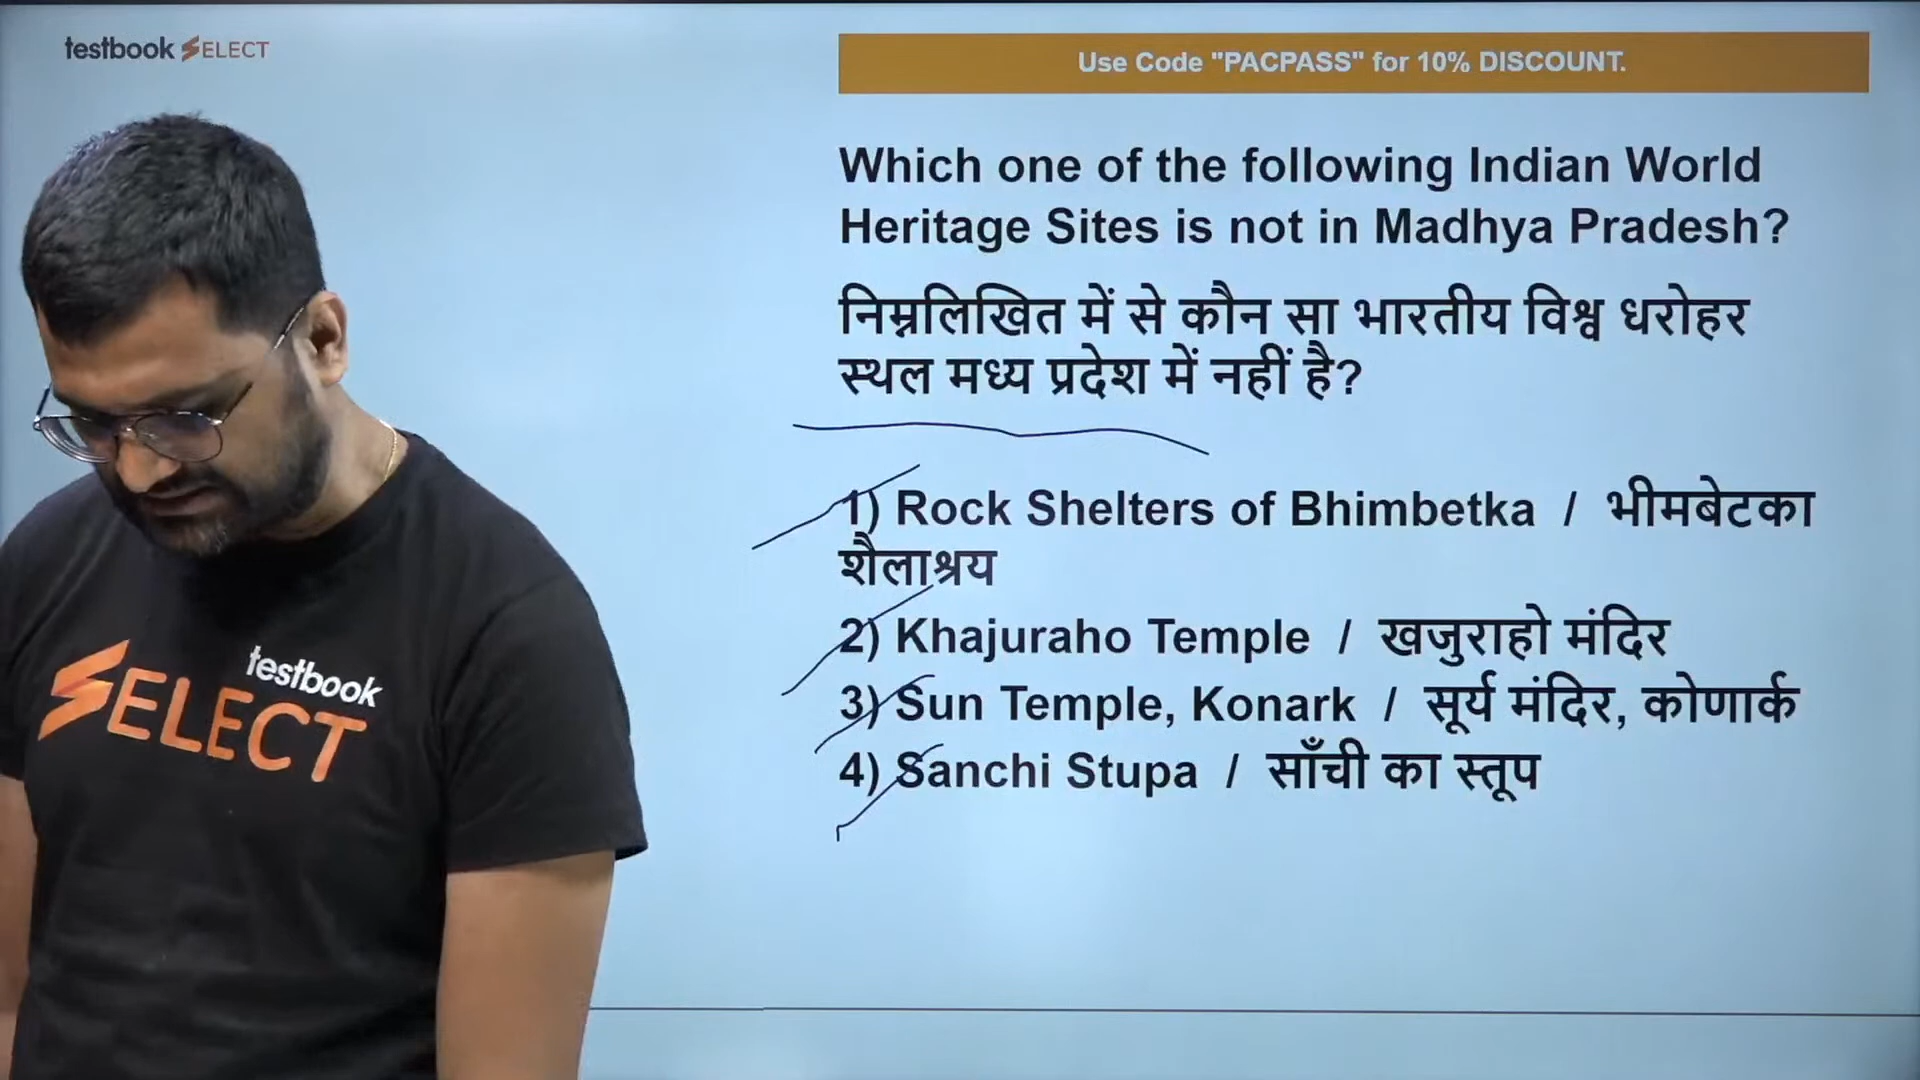 testbook SELECT
Use Code "PACPASS" for 10% DISCOUNT.
Which one of the following Indian World
Heritage Sites is not in Madhya Pradesh?
निम्नलिखित में से कौन सा भारतीय विश्व धरोहर
स्थल मध्य प्रदेश में नहीं है?
1) Rock Shelters of Bhimbetka / भीमबेटका
शैलाश्रय
2) Khajuraho Temple / खजुराहो मंदिर
3) Sun Temple, Konark / सूर्य मंदिर, कोणार्क
4) Sanchi Stupa / साँची का स्तूप
testbook
SELECT